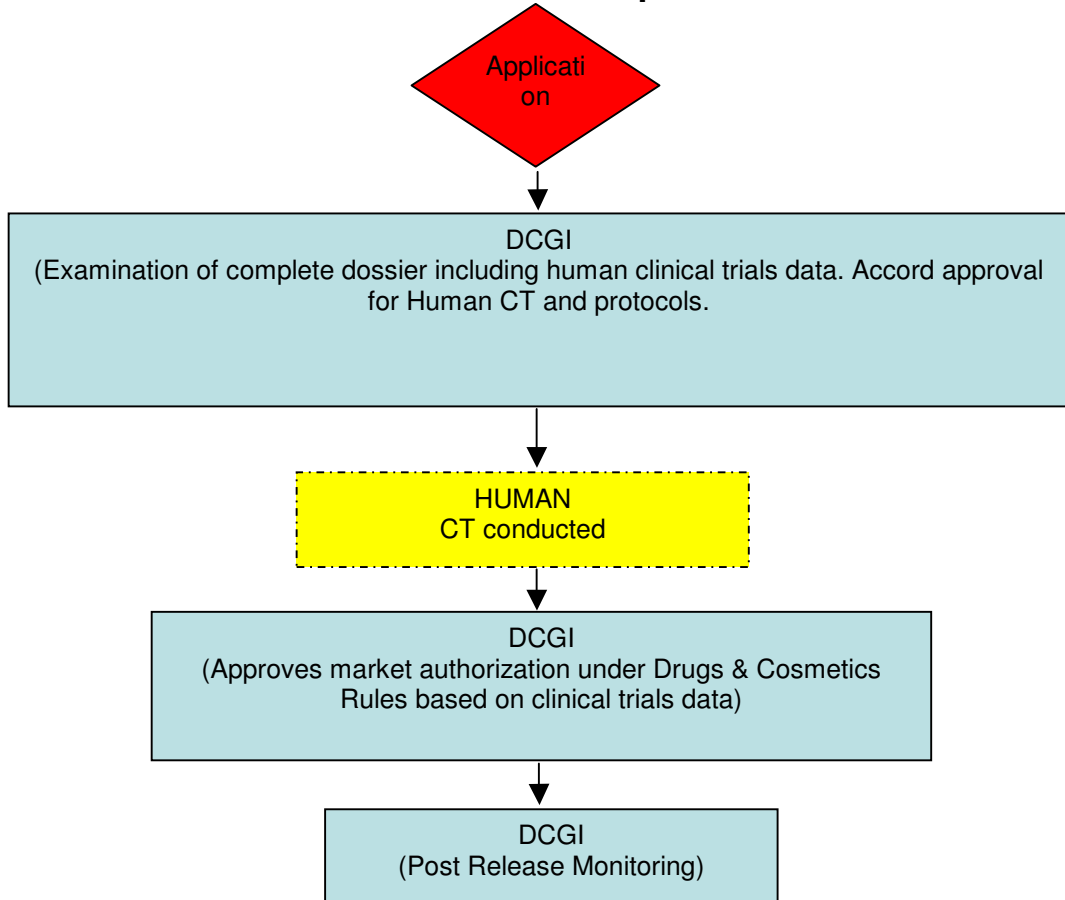 Applicati
on
DCGI
(Examination of complete dossier including human clinical trials data. Accord approval
for Human CT and protocols.
HUMAN
CT conducted
DCGI
(Approves market authorization under Drugs & Cosmetics
Rules based on clinical trials data)
DCGI
(Post Release Monitoring)